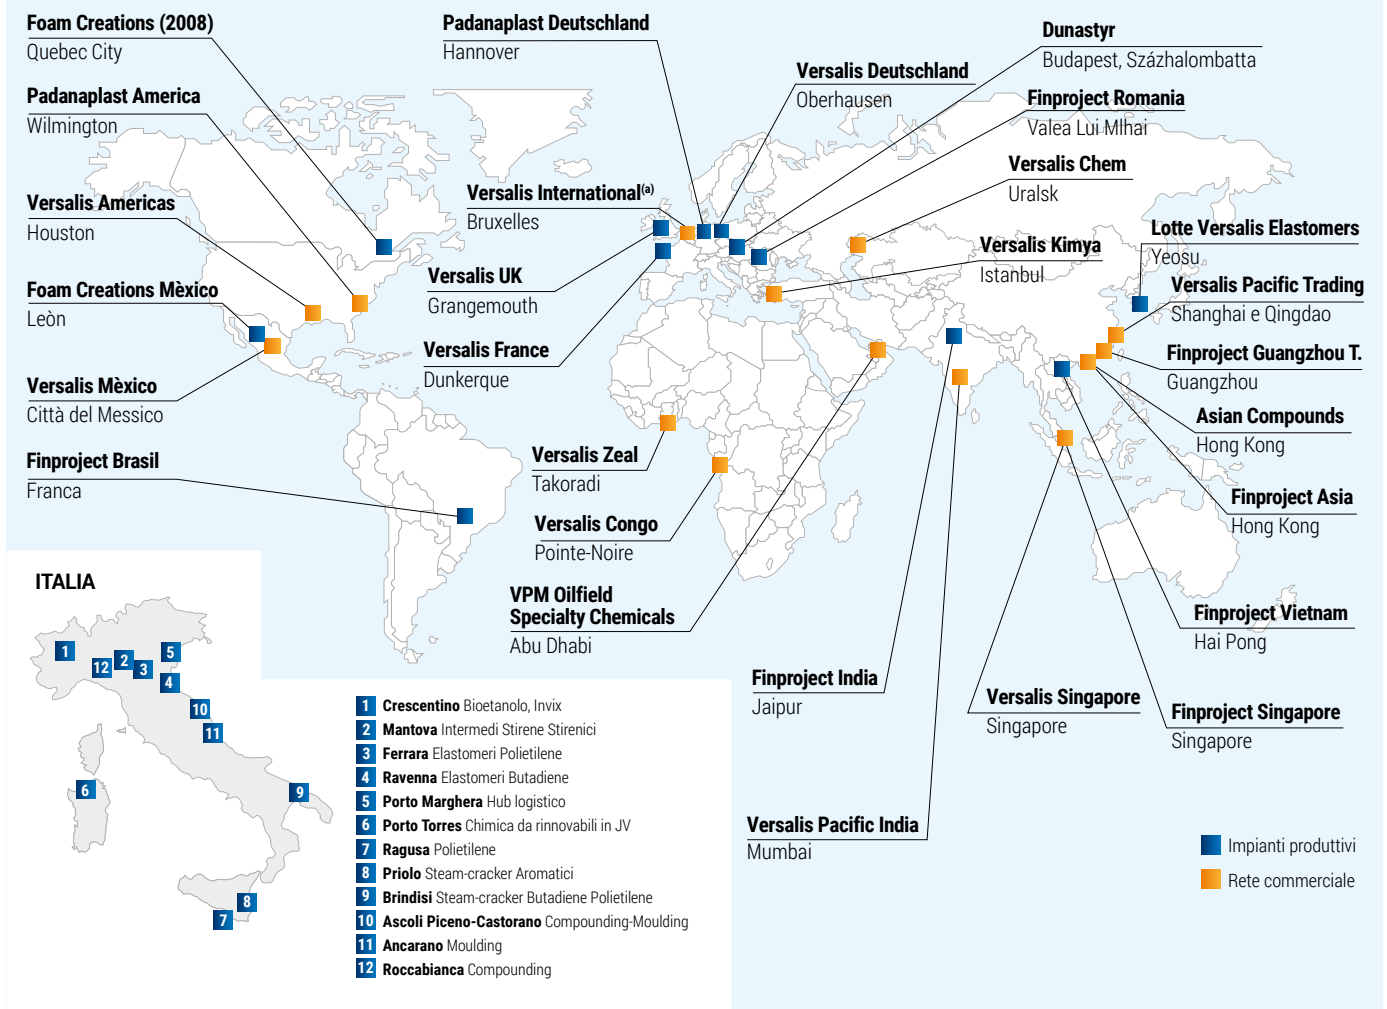 Foam Creations (2008)
Quebec City
Padanaplast America
Wilmington
Versalis Americas
Houston
Foam Creations Mèxico
Leòn
Versalis Mèxico
Città del Messico
Finproject Brasil
Franca
Padanaplast Deutschland
Hannover
Versalis Deutschland
Oberhausen
Dunastyr
Budapest, Százhalombatta
Finproject Romania
Valea Lui MIhai
Versalis Chem
Uralsk
Versalis International(a)
Bruxelles
Versalis UK
Grangemouth
Versalis France
Dunkerque
Versalis Kimya
Istanbul
Lotte Versalis Elastomers
Yeosu
Versalis Pacific Trading
Shanghai e Qingdao
Finproject Guangzhou T.
Guangzhou
Asian Compounds
Hong Kong
Finproject Asia
Hong Kong
Versalis Zeal
Takoradi
Versalis Congo
Pointe-Noire
VPM Oilfield
Specialty Chemicals
Abu Dhabi
Finproject Vietnam
Hai Pong
Finproject India
Jaipur
Versalis Singapore
Singapore
Finproject Singapore
Singapore
Versalis Pacific India
Mumbai
Impianti produttivi
Rete commerciale
ITALIA
1
12
2
3
5
4
10
11
6
9
8
7
1 Crescentino Bioetanolo, Invix
2 Mantova Intermedi Stirene Stirenici
3 Ferrara Elastomeri Polietilene
4 Ravenna Elastomeri Butadiene
5 Porto Marghera Hub logistico
6 Porto Torres Chimica da rinnovabili in JV
7 Ragusa Polietilene
8 Priolo Steam-cracker Aromatici
9 Brindisi Steam-cracker Butadiene Polietilene
10 Ascoli Piceno-Castorano Compounding-Moulding
11 Ancarano Moulding
12 Roccabianca Compounding